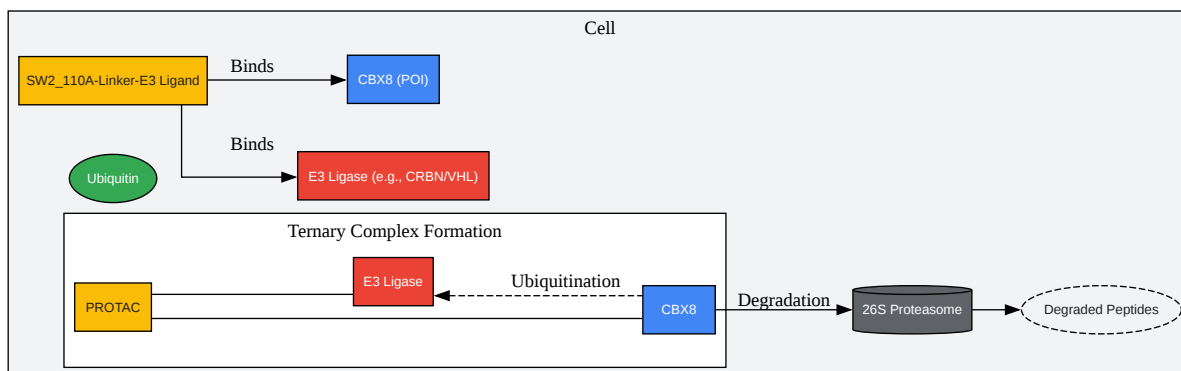 Cell
SW2_110A-Linker-E3 Ligand
Binds
CBX8 (POI)
Binds
E3 Ligase (e.g., CRBN/VHL)
Ubiquitin
Ternary Complex Formation
E3 Ligase
Ubiquitination
PROTAC
CBX8
Degradation
26S Proteasome
Degraded Peptides